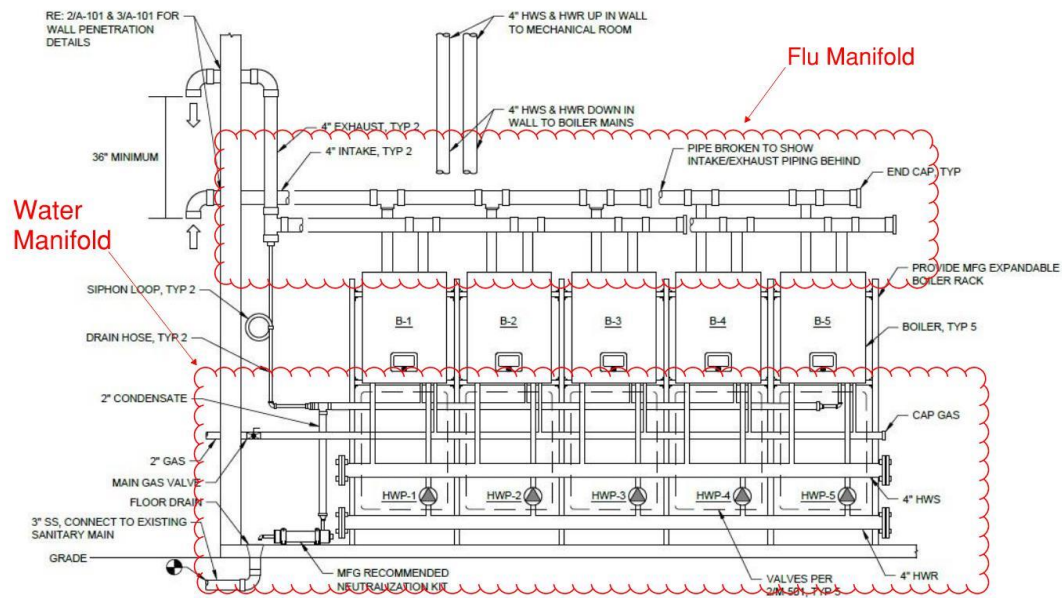 RE: 2/A-101 & 3/A-101 FOR
WALL PENETRATION
DETAILS
4" HWS & HWR UP IN WALL
TO MECHANICAL ROOM
Flu Manifold
4" EXHAUST, TYP 2
4" HWS & HWR DOWN IN
WALL TO BOILER MAINS
36" MINIMUM
4" INTAKE, TYP 2
PIPE BROKEN TO SHOW
INTAKE/EXHAUST PIPING BEHIND
END CAP, TYP
Water
Manifold
PROVIDE MFG EXPANDABLE
BOILER RACK
SIPHON LOOP, TYP 2
B-1
B-2
B-3
B-4
B-5
BOILER, TYP 5
DRAIN HOSE, TYP 2
2" CONDENSATE
CAP GAS
2" GAS
MAIN GAS VALVE
FLOOR DRAIN
HWP-1
HWP-2
HWP-3
HWP-4
HWP-5
4" HWS
3" SS, CONNECT TO EXISTING
SANITARY MAIN
GRADE
MFG RECOMMENDED
NEUTRALIZATION KIT
VALVES PER
2/M-501, TYP 5
4" HWR